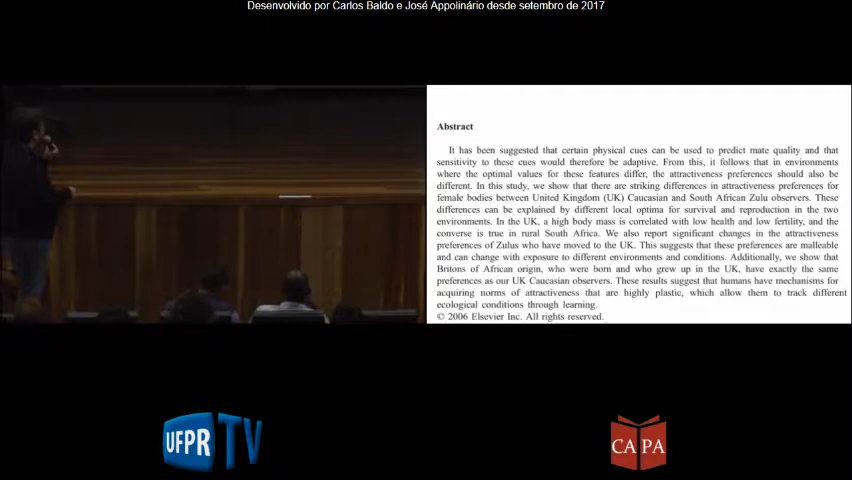 Desenvolvido por Carlos Baldo e José Appolinário desde setembro de 2017
Abstract
It has been suggested that certain physical cues can be used to predict mate quality and that
sensitivity to these cues would therefore be adaptive. From this, it follows that in environments
where the optimal values for these features differ, the attractiveness preferences should also be
different. In this study, we show that there are striking differences in attractiveness preferences for
female bodies between United Kingdom (UK) Caucasian and South African Zulu observers. These
differences can be explained by different local optima for survival and reproduction in the two
environments. In the UK, a high body mass is correlated with low health and low fertility, and the
converse is true in rural South Africa. We also report significant changes in the attractiveness
preferences of Zulus who have moved to the UK. This suggests that these preferences are malleable
and can change with exposure to different environments and conditions. Additionally, we show that
Britons of African origin, who were born and who grew up in the UK, have exactly the same
preferences as our UK Caucasian observers. These results suggest that humans have mechanisms for
acquiring norms of attractiveness that are highly plastic, which allow them to track different
ecological conditions through learning.
© 2006 Elsevier Inc. All rights reserved.
UFPR TV
CAPA